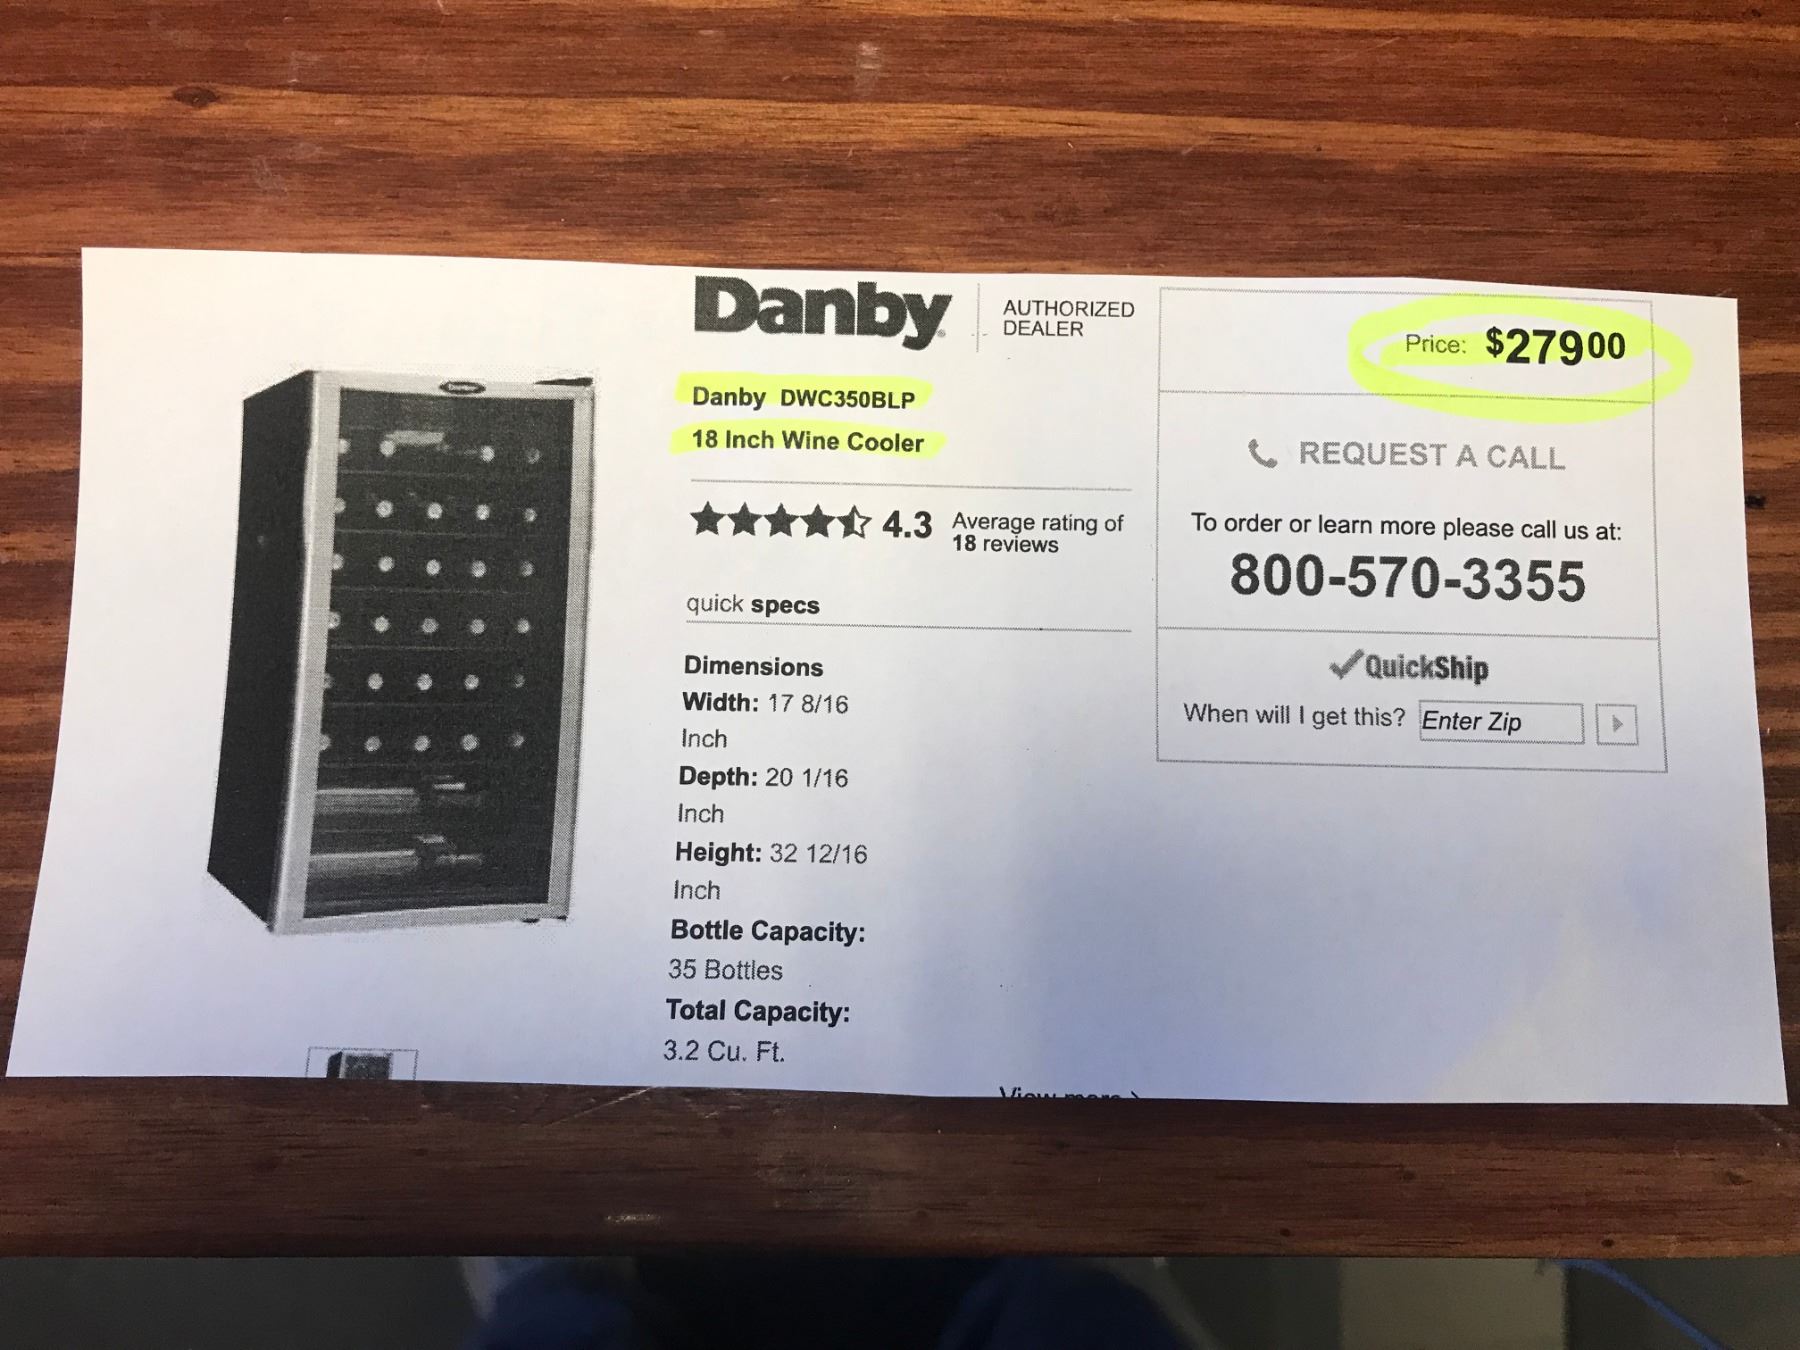 Danby
AUTHORIZED
DEALER
Danby DWC350BLP
18 Inch Wine Cooler
4.3 Average rating of
18 reviews
quick specs
Dimensions
Width: 17 8/16
Inch
Depth: 20 1/16
Inch
Height: 32 12/16
Inch
Bottle Capacity:
35 Bottles
Total Capacity:
3.2 Cu. Ft.
View more >
Price: $27900
REQUEST A CALL
To order or learn more please call us at:
800-570-3355
QuickShip
When will I get this? Enter Zip